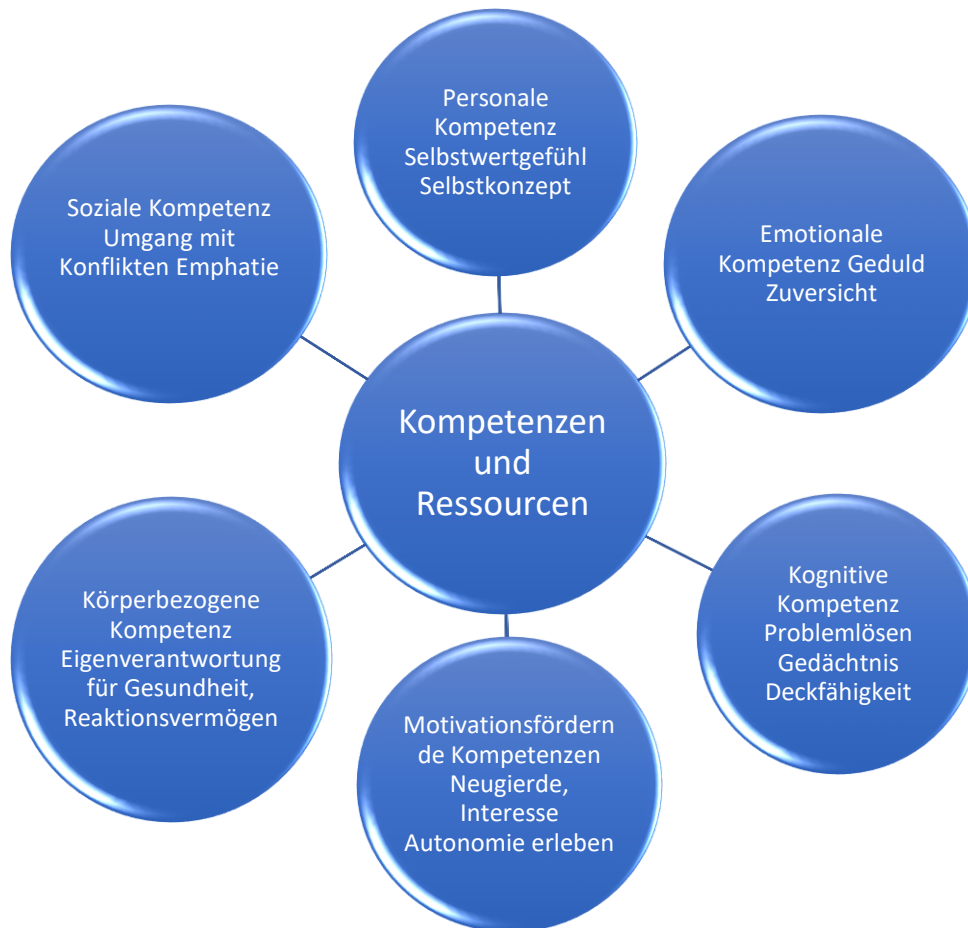 Personale
Kompetenz
Selbstwertgefühl
Selbstkonzept
Soziale Kompetenz
Umgang mit
Konflikten Emphatie
Emotionale
Kompetenz Geduld
Zuversicht
Kompetenzen
und
Ressourcen
Körperbezogene
Kompetenz
Eigenverantwortung
für Gesundheit,
Reaktionsvermögen
Kognitive
Kompetenz
Problemlösen
Gedächtnis
Deckfähigkeit
Motivationsfördern
de Kompetenzen
Neugierde,
Interesse
Autonomie erleben